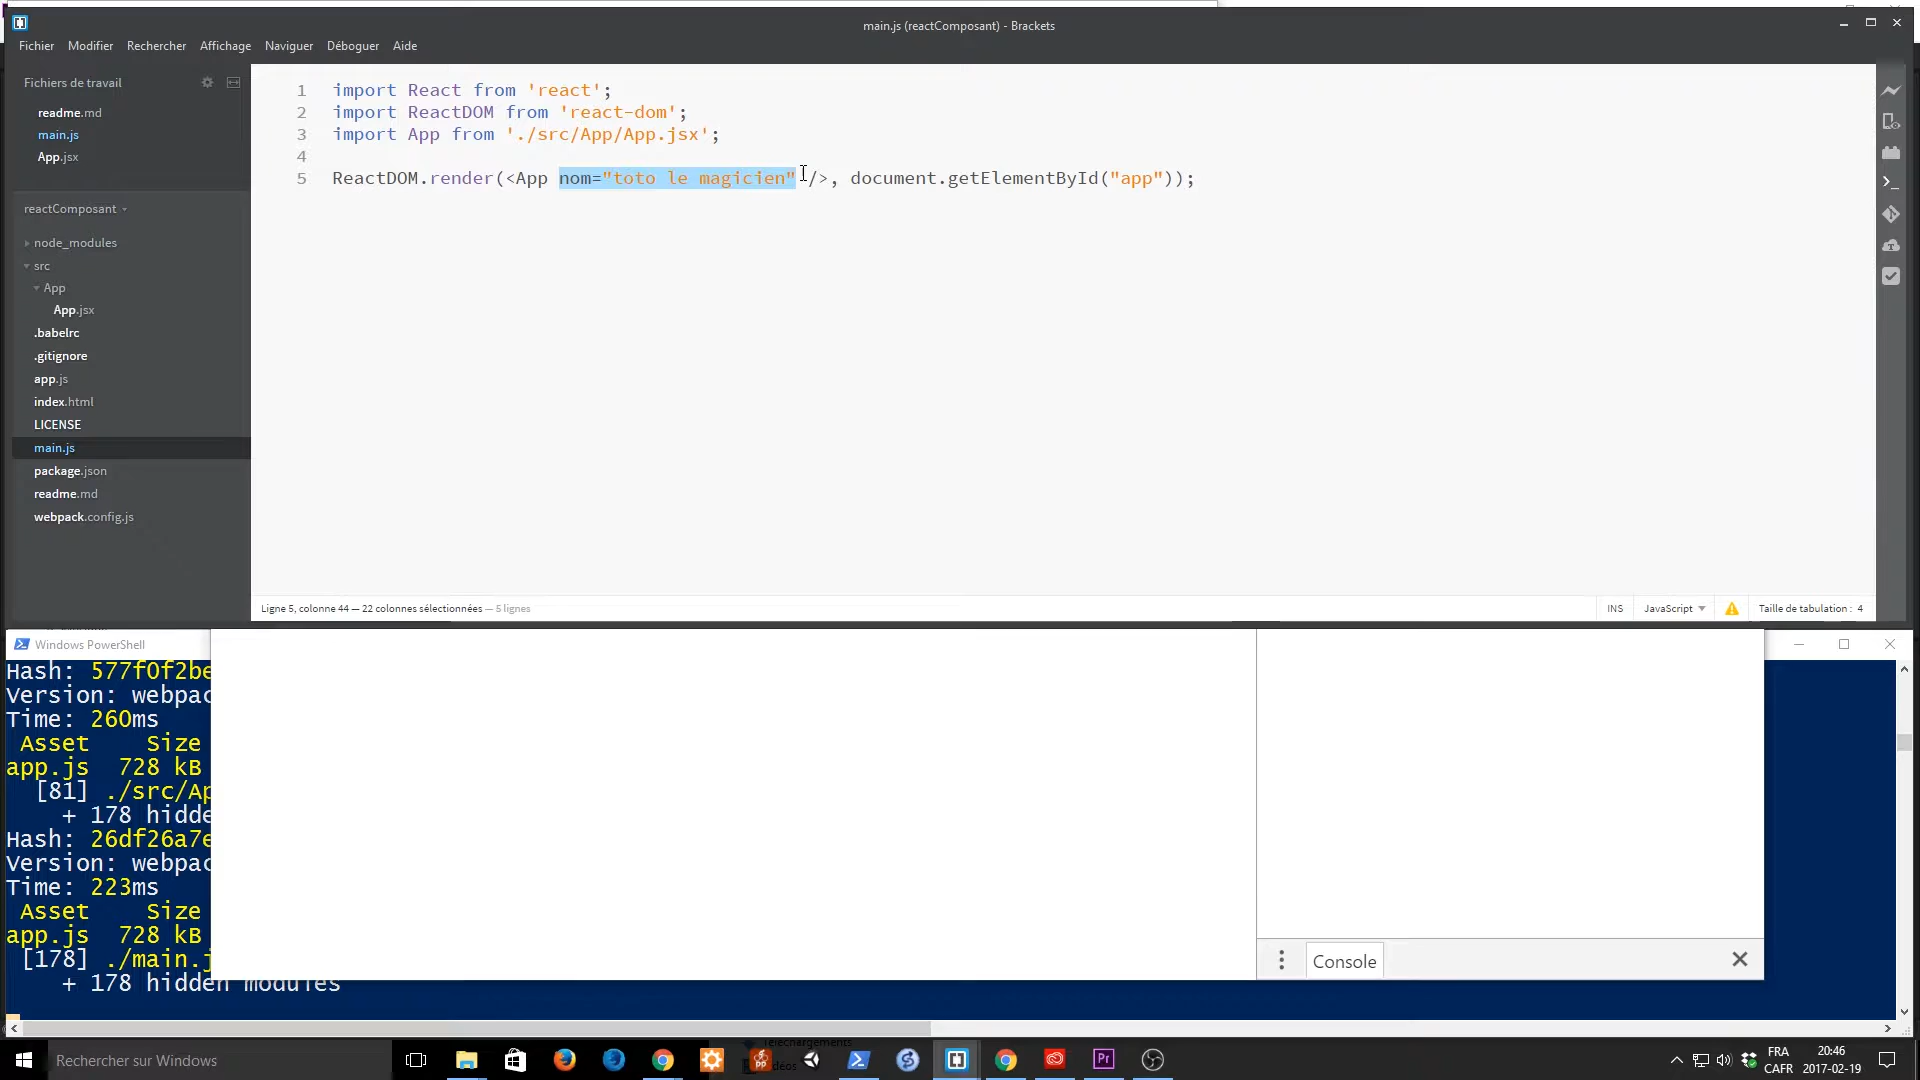 main.js (reactComposant) - Brackets
Fichier Modifier Rechercher Affichage Naviguer Déboguer Aide
Fichiers de travail
readme.md
main.js
App.jsx
reactComposant
node_modules
src
App
App.jsx
.babelrc
.gitignore
app.js
index.html
LICENSE
main.js
package.json
readme.md
webpack.config.js
1 import React from 'react';
2 import ReactDOM from 'react-dom';
3 import App from './src/App/App.jsx';
4
5 ReactDOM.render(<App nom="toto le magicien" />, document.getElementById("app"));
Ligne 5, colonne 44 — 22 colonnes sélectionnées — 5 lignes
INS JavaScript Taille de tabulation : 4
Windows PowerShell
Hash: 577f0f2be
Version: webpac
Time: 260ms
Asset Size
app.js 728 kB
[81] ./src/Ap
+ 178 hidde
Hash: 26df26a7e
Version: webpac
Time: 223ms
Asset Size
app.js 728 kB
[178] ./main.j
+ 178 hidden modules
Console
Rechercher sur Windows
Téléchargements
FRA
CAFR
20:46
2017-02-19